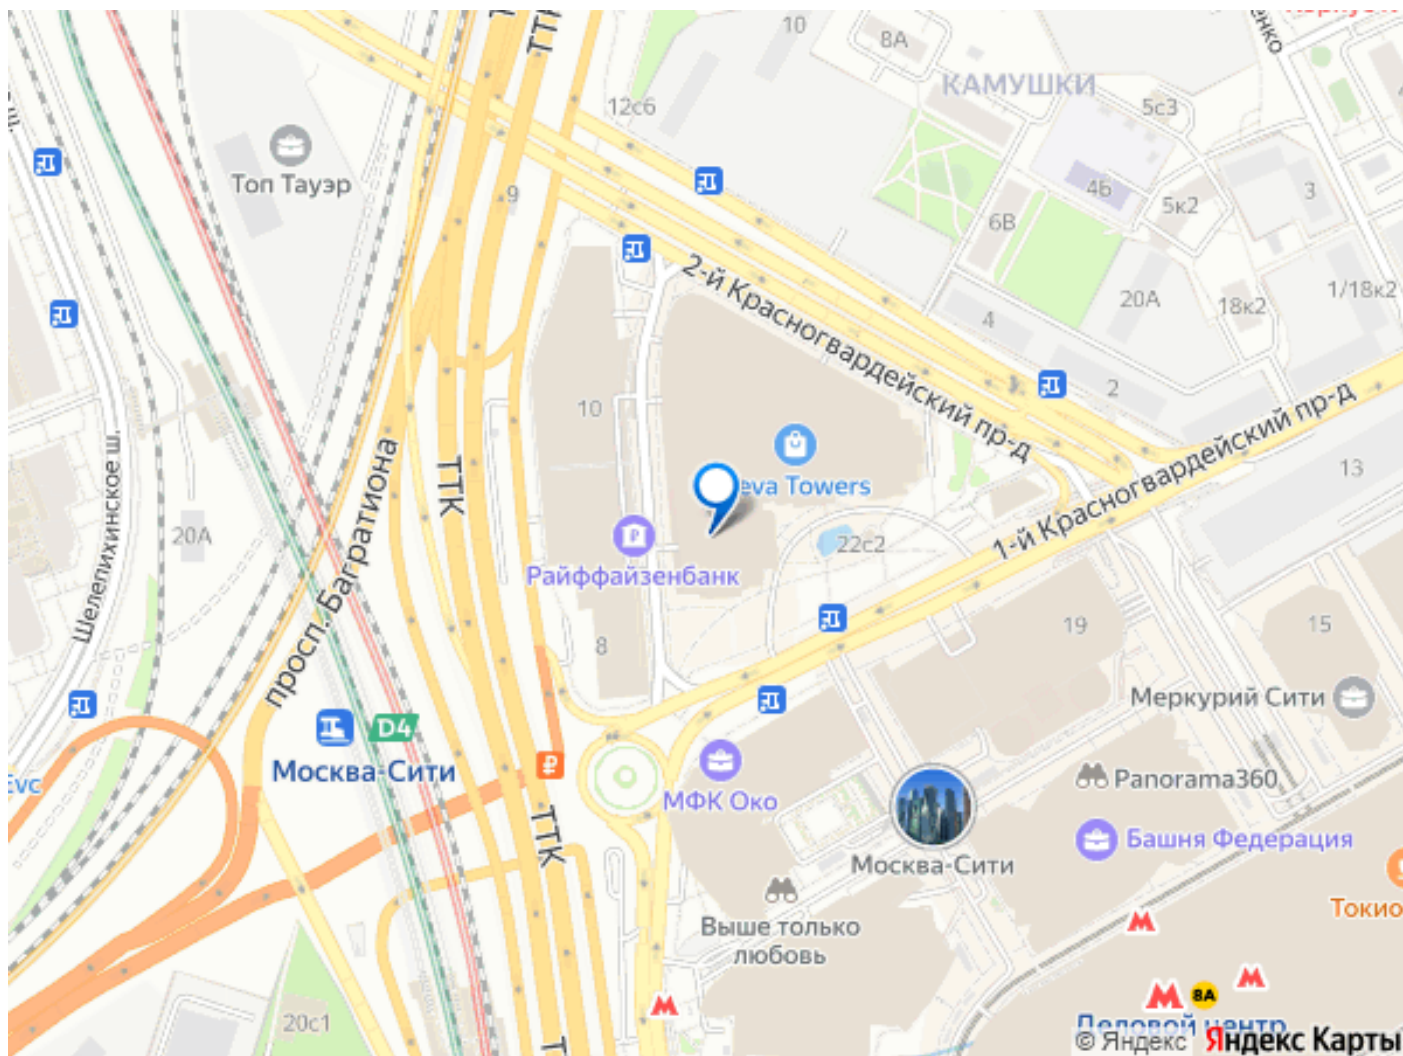 ТТК
10
8А
КАМУШКИ
12с6
5с3
Топ Тауэр
9
4Б
5к2
3
6В
2-й Красногвардейский пр-д
20А
18к2
1/18к2
4
2
10
ТТК
просп. Багратиона
Шелепихинское ш.
1-й Красногвардейский пр-д
13
eva Towers
20А
22с2
Райффайзенбанк
8
19
15
Меркурий Сити
D4
Москва-Сити
₽
МФК Око
Panorama360
ТТК
Башня Федерация
Москва-Сити
Токио
Выше только
любовь
8А
Деловой центр
20с1
© Яндекс Яндекс Карты